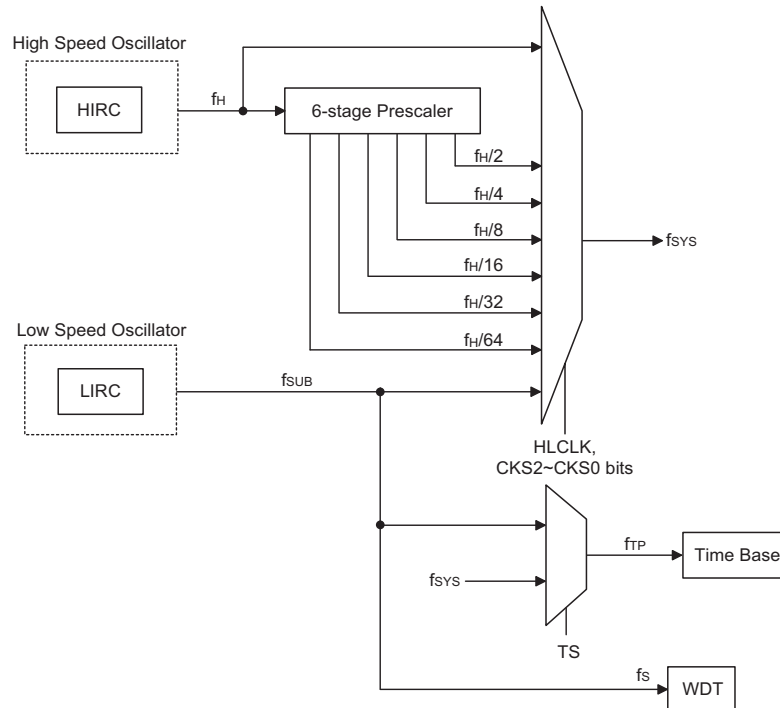 High Speed Oscillator
HIRC
fH
6-stage Prescaler
fH/2
fH/4
fH/8
fH/16
fH/32
fH/64
fSYS
Low Speed Oscillator
LIRC
fSUB
HLCLK,
CKS2~CKS0 bits
fTP
Time Base
fSYS
TS
fS
WDT